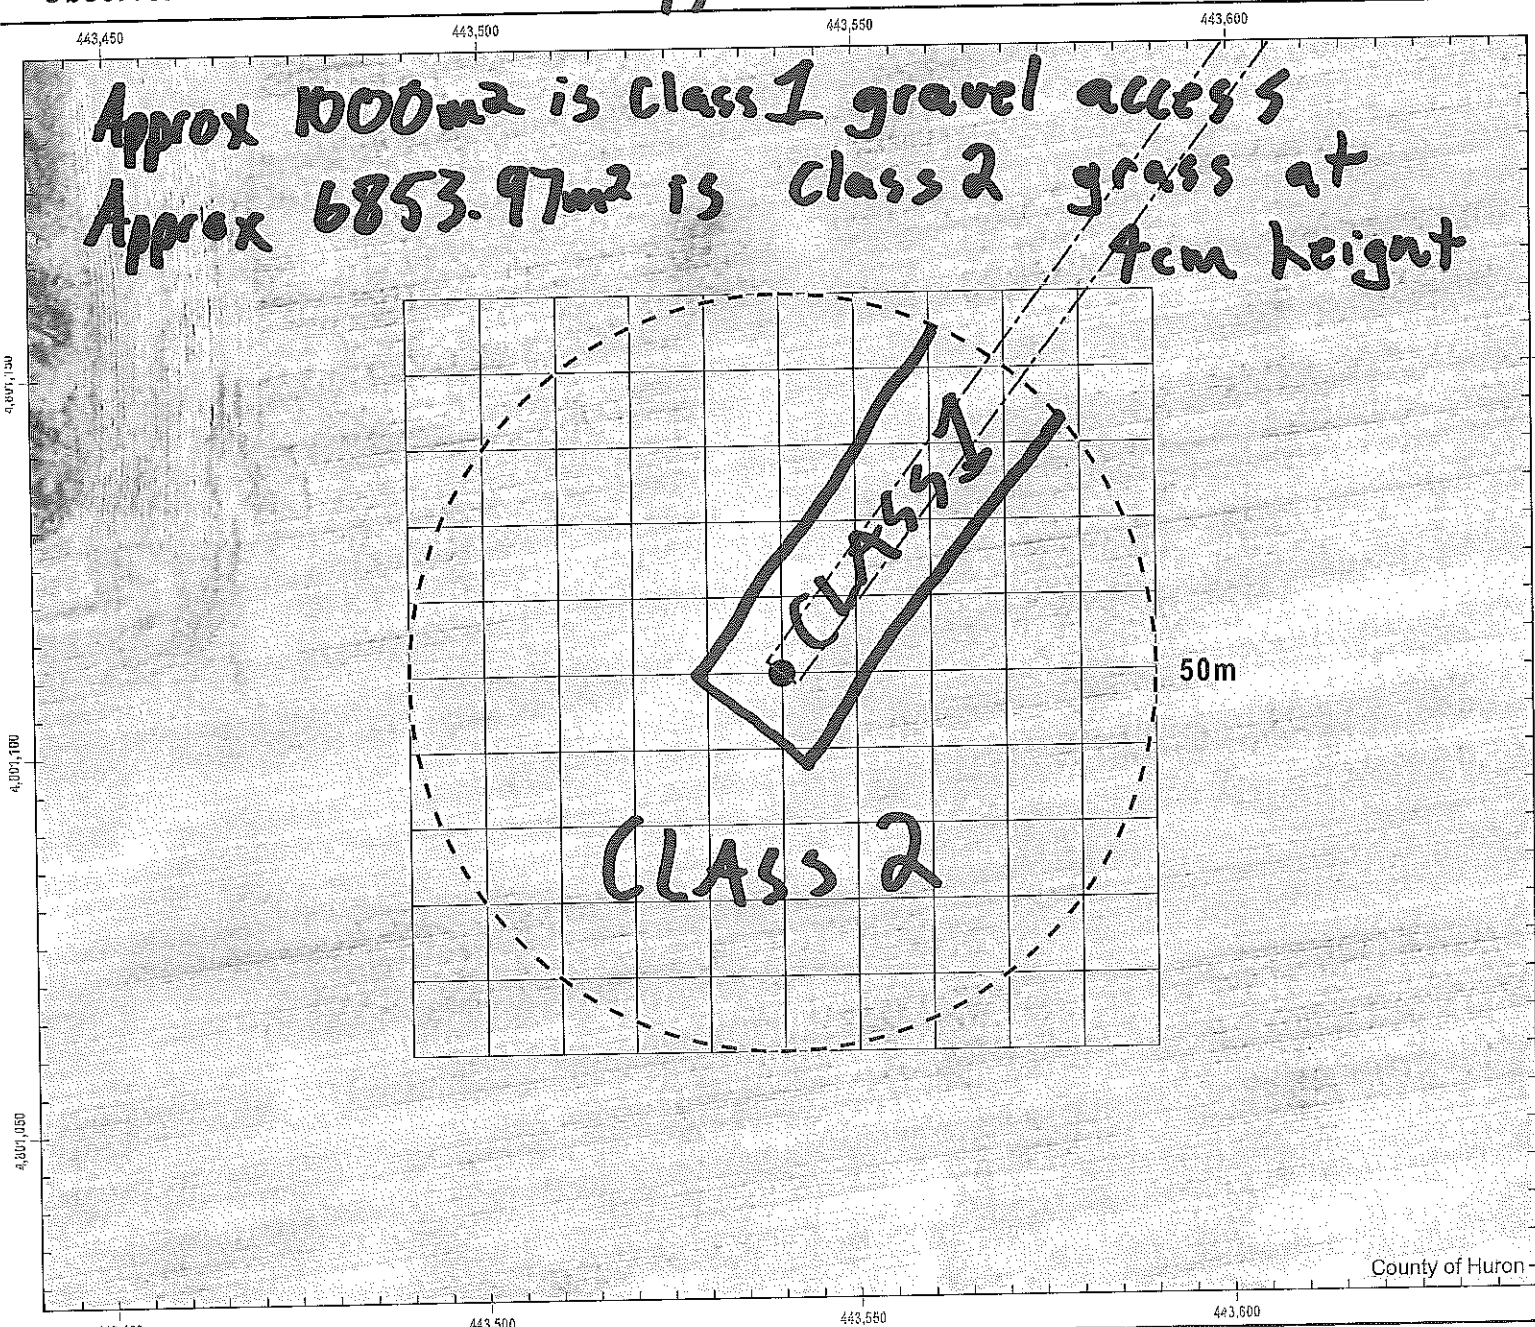 443,450 443,500 443,550 443,600
Approx 1000m² is Class 1 gravel access
Approx 6853.97m² is Class 2 grass at
4cm height
CLASS 1
50m
CLASS 2
County of Huron
443,500 443,550 443,600